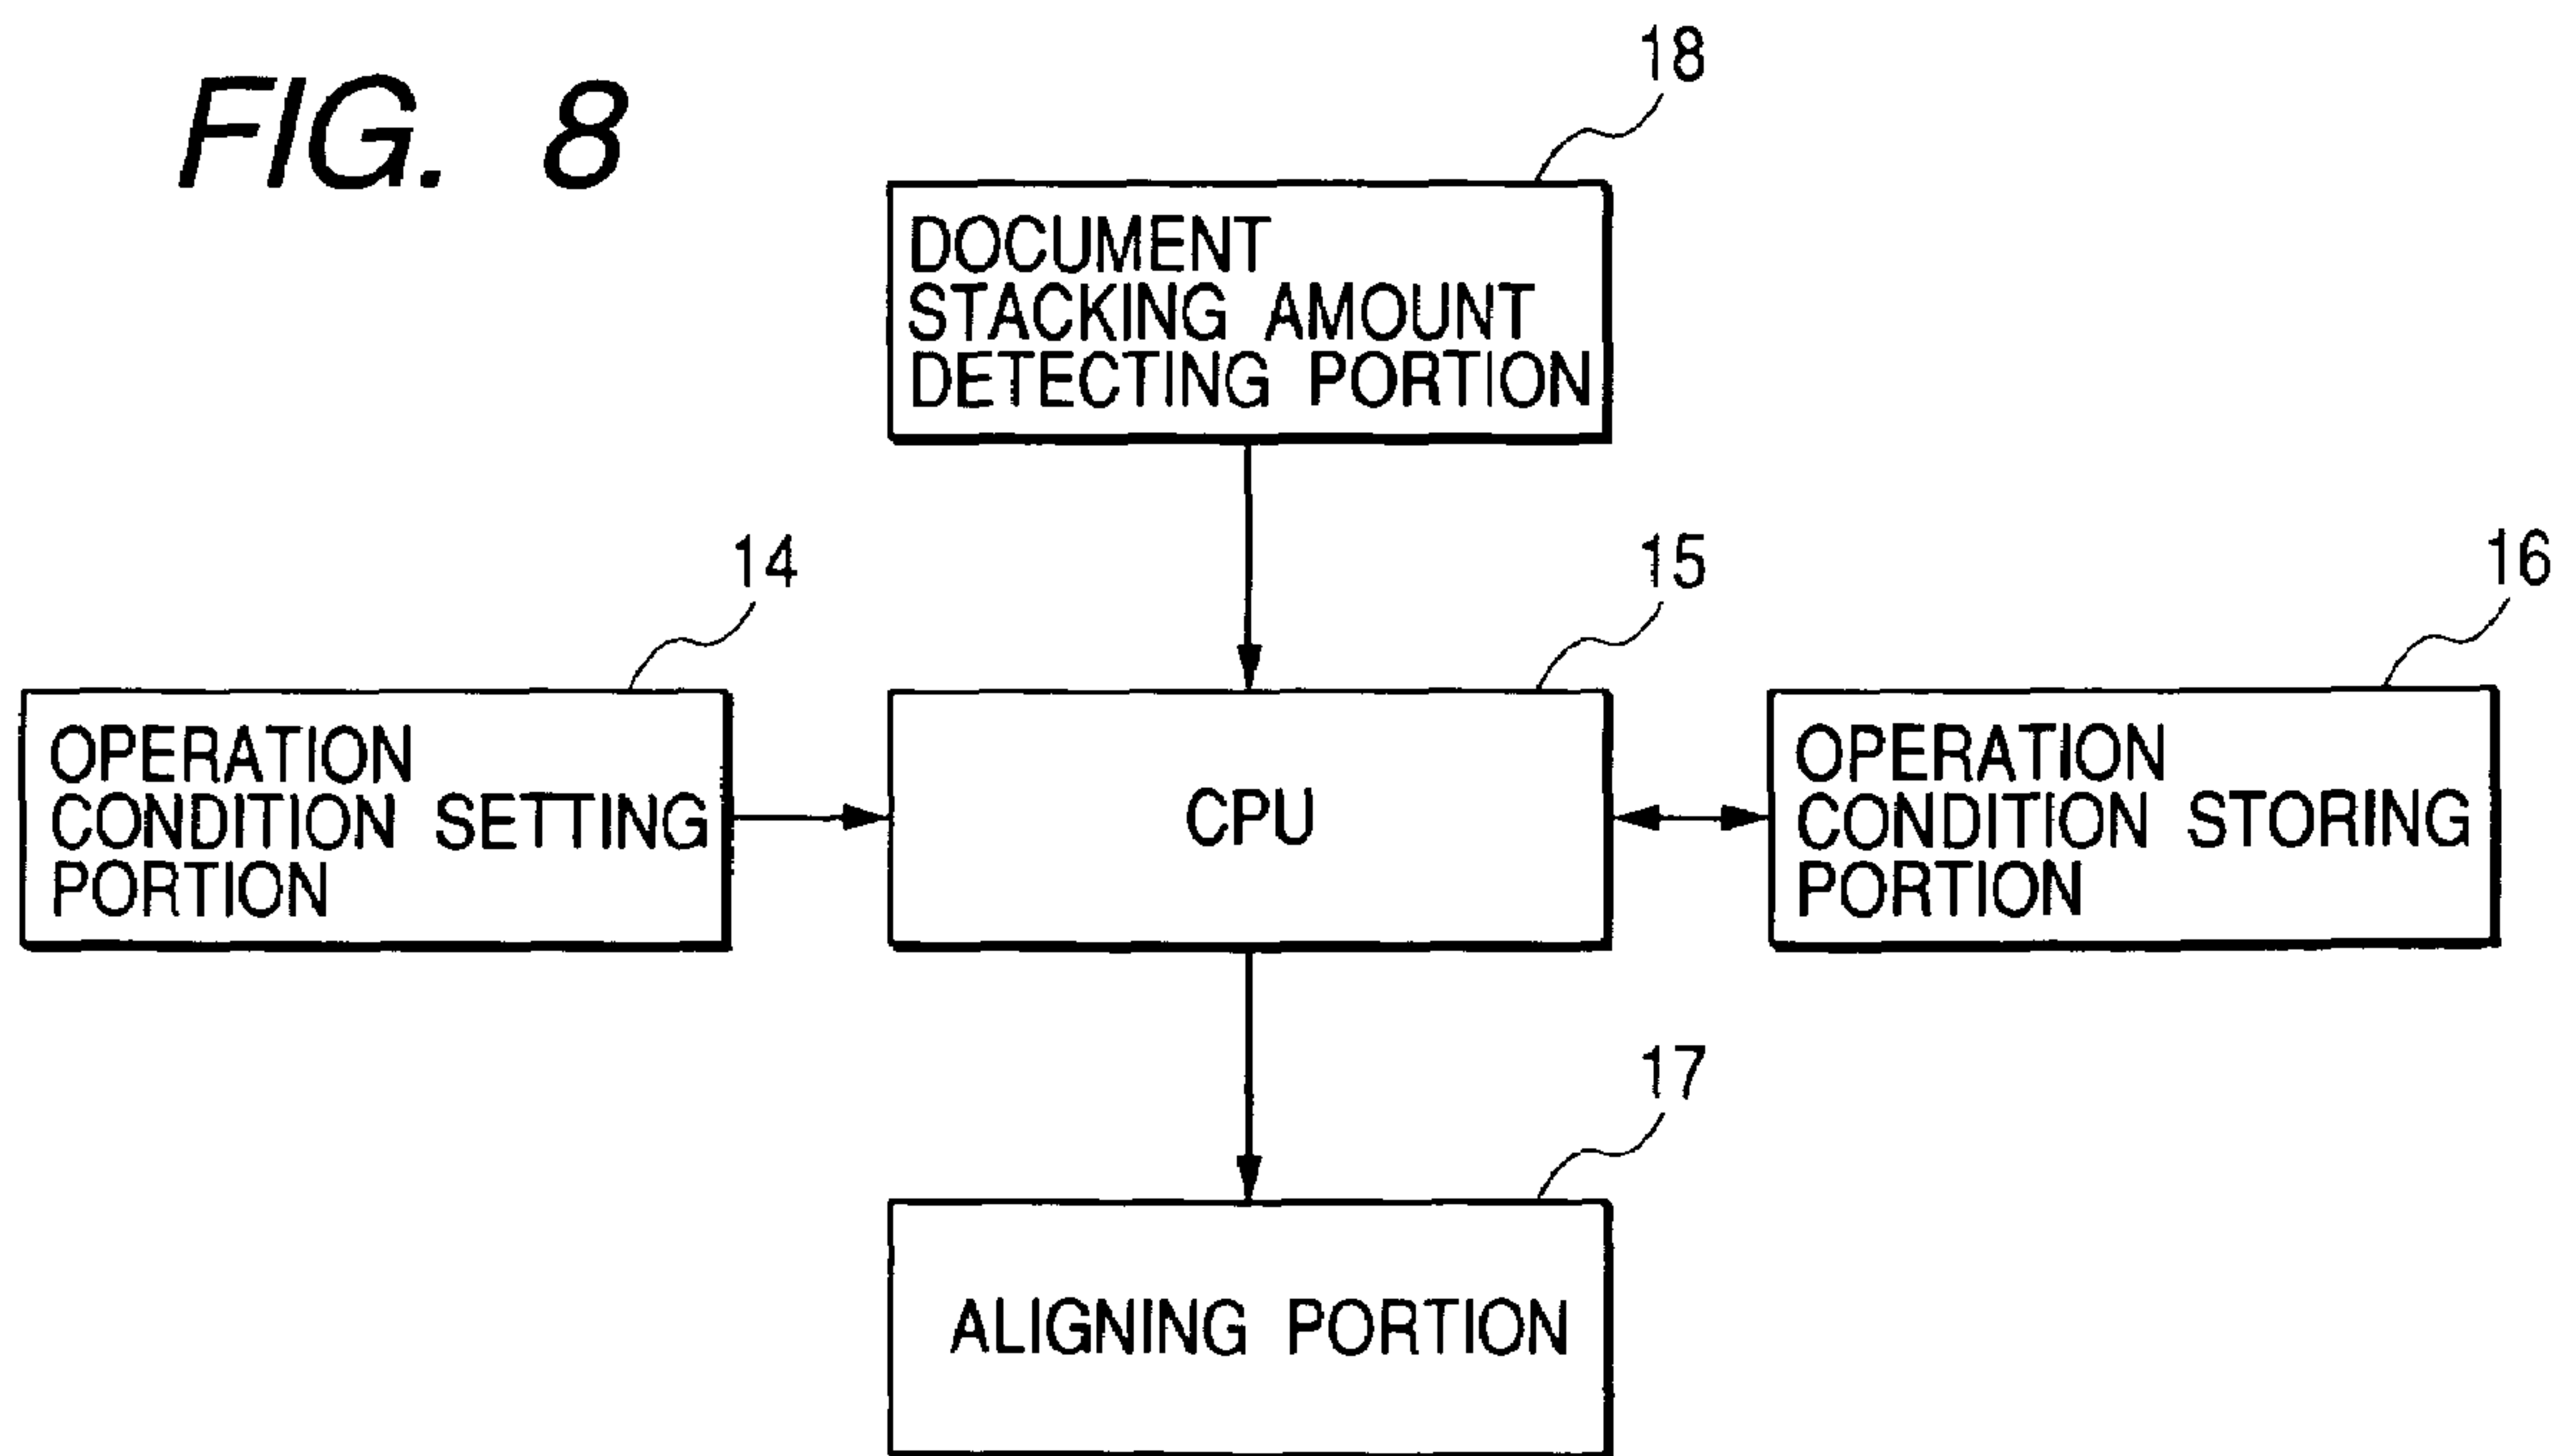 FIG. 8
18
DOCUMENT
STACKING AMOUNT
DETECTING PORTION
14
OPERATION
CONDITION SETTING
PORTION
15
CPU
16
OPERATION
CONDITION STORING
PORTION
17
ALIGNING PORTION